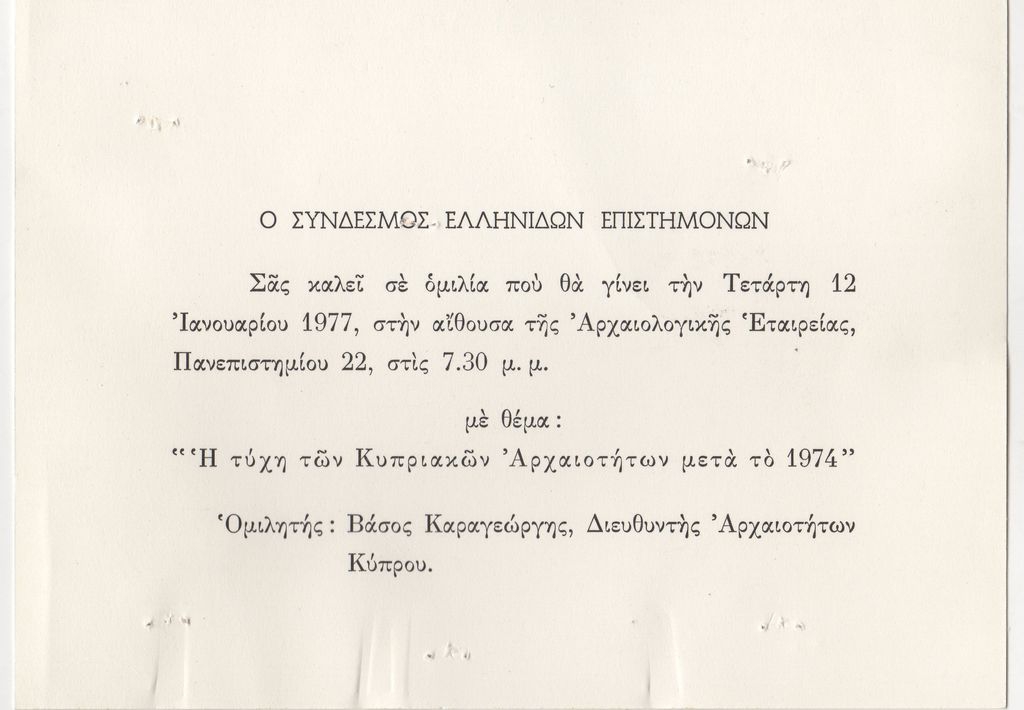 Ο ΣΥΝΔΕΣΜΟΣ ΕΛΛΗΝΙΔΩΝ ΕΠΙΣΤΗΜΟΝΩΝ
Σᾶς καλεῖ σὲ ὁμιλία ποὺ θὰ γίνει τὴν Τετάρτη 12
Ἰανουαρίου 1977, στὴν αἴθουσα τῆς Ἀρχαιολογικῆς Ἑταιρείας,
Πανεπιστημίου 22, στὶς 7.30 μ. μ.
μὲ θέμα :
“Ἡ τύχη τῶν Κυπριακῶν Ἀρχαιοτήτων μετὰ τὸ 1974”
Ὁμιλητής : Βάσος Καραγεώργης, Διευθυντὴς Ἀρχαιοτήτων
Κύπρου.